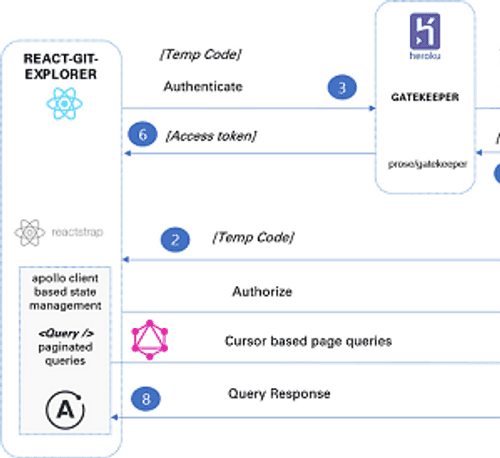 REACT-GIT-
EXPLORER
[Temp Code]
Authenticate
3
heroku
GATEKEEPER
6
[Access token]
prose/gatekeeper
reactstrap
2
[Temp Code]
apollo client
based state
management
<Query />
paginated
queries
Authorize
Cursor based page queries
8
Query Response